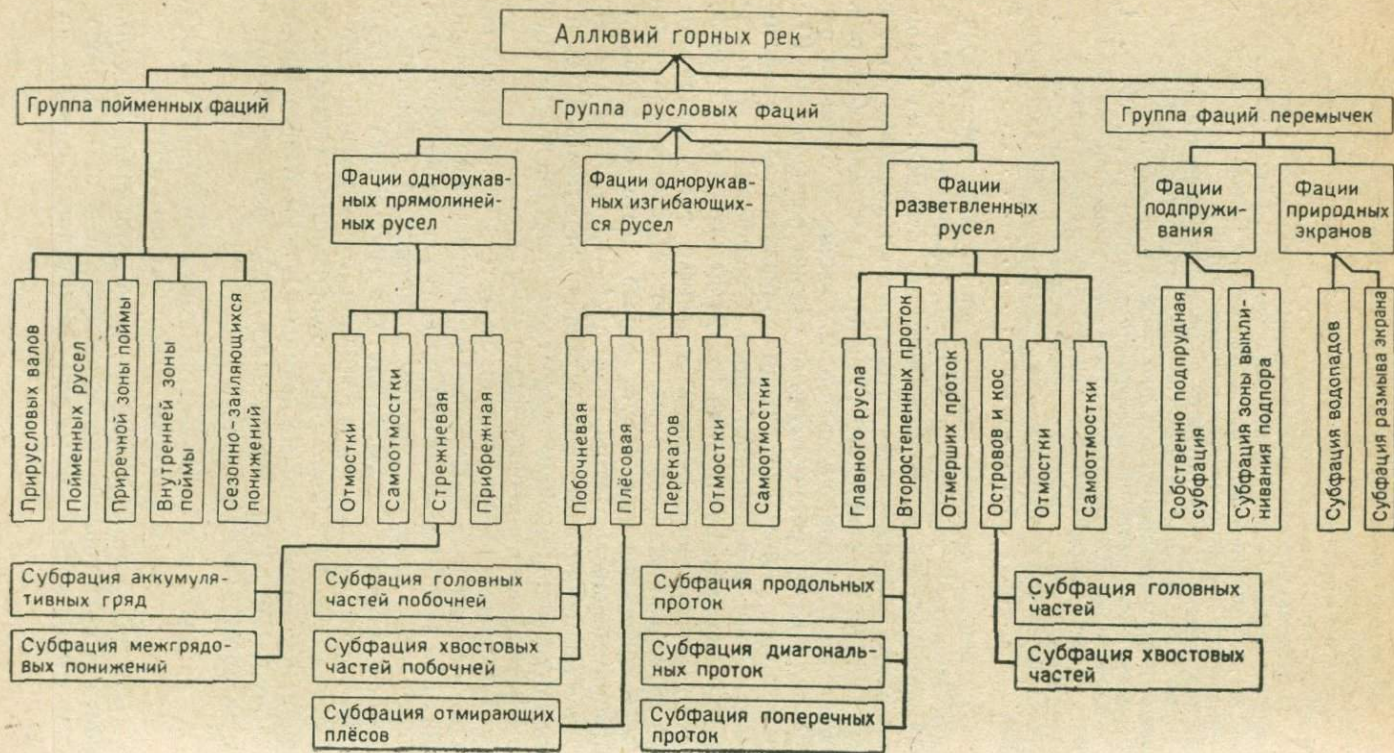 Аллювий горных рек
Группа пойменных фаций
Группа русловых фаций
Группа фаций перемычек
Фации однорукав-
ных прямолиней-
ных русел
Фации однорукав-
ных изгибающих-
ся русел
Фации
разветвленных
русел
Фации
подпружи-
вания
Фации
природных
экранов
Прирусловых валов
Пойменных русел
Приречной зоны поймы
Внутренней зоны
поймы
Сезонно-заиляющихся
понижений
Отмостки
Самоотмостки
Стрежневая
Прибрежная
Побочневая
Плёсовая
Перекатов
Отмостки
Самоотмостки
Главного русла
Второстепенных проток
Отмерших проток
Островов и кос
Отмостки
Самоотмостки
Собственно подпрудная
субфация
Субфация зоны выкли-
нивания подпора
Субфация водопадов
Субфация размыва экрана
Субфация аккумуля-
тивных гряд
Субфация межгрядо-
вых понижений
Субфация головных
частей побочней
Субфация хвостовых
частей побочней
Субфация отмирающих
плёсов
Субфация продольных
проток
Субфация диагональ-
ных проток
Субфация поперечных
проток
Субфация головных
частей
Субфация хвостовых
частей